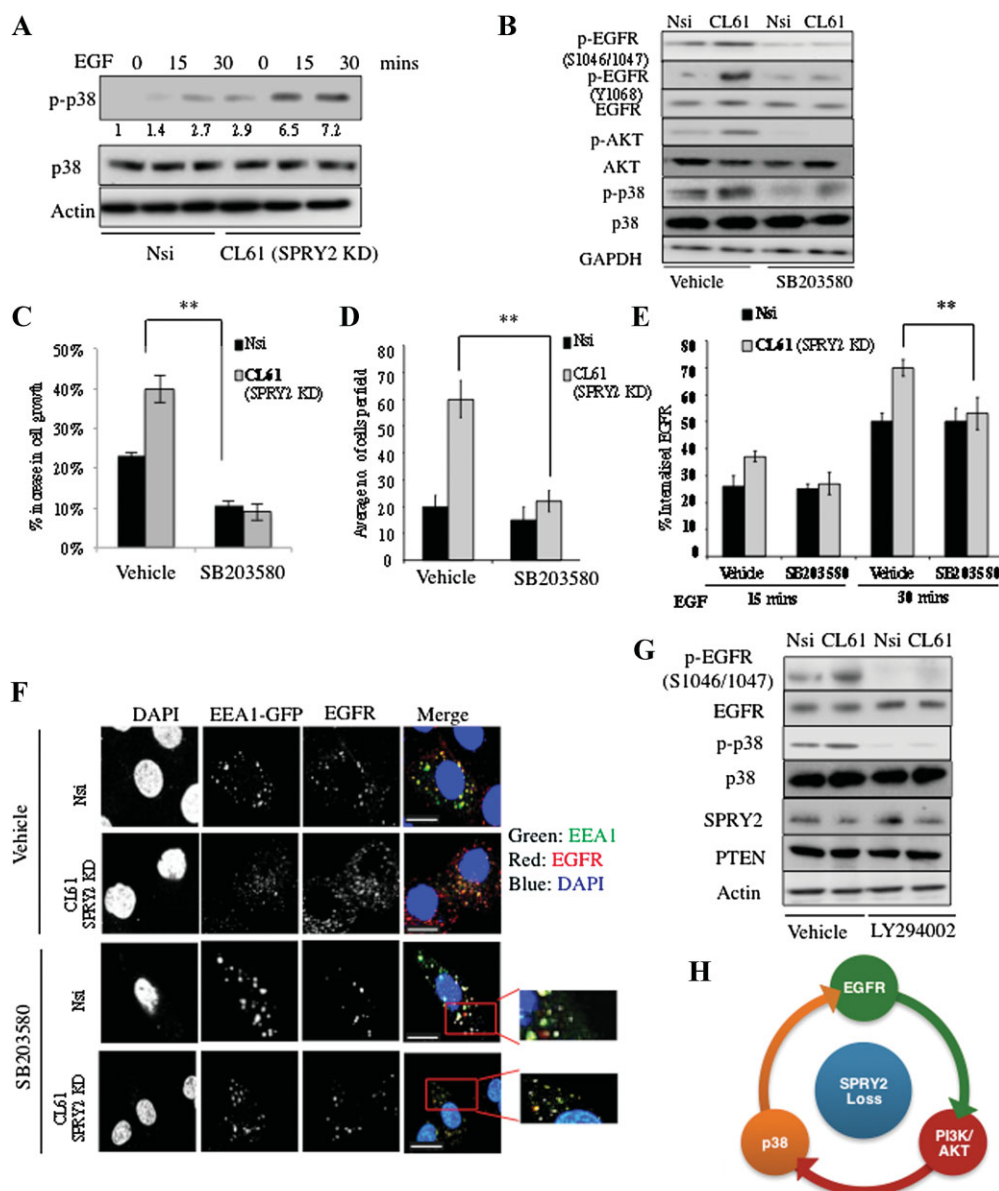 A
EGF 0 15 30 0 15 30 mins
p-p38
1 1.4 2.7 2.9 6.5 7.2
p38
Actin
Nsi CL61 (SPRY2 KD)
B
Nsi CL61 Nsi CL61
p-EGFR
(S1046/1047)
p-EGFR
(Y1068)
EGFR
p-AKT
AKT
p-p38
p38
GAPDH
Vehicle SB203580
C
**
Nsi
CL61
(SPRY2 KD)
% increase in cell growth
50%
40%
30%
20%
10%
0%
Vehicle SB203580
D
**
Nsi
CL61
(SPRY2 KD)
Average no. of cells per field
80
70
60
50
40
30
20
10
0
Vehicle SB203580
E
Nsi
CL61 (SPRY2 KD)
**
% Internalised EGFR
80
70
60
50
40
30
20
10
0
Vehicle SB203580 Vehicle SB203580
EGF 15 mins 30 mins
F
DAPI EEA1-GFP EGFR Merge
Vehicle
Nsi
CL61
SPRY2 KD
SB203580
Nsi
CL61
SPRY2 KD
Green: EEA1
Red: EGFR
Blue: DAPI
G
Nsi CL61 Nsi CL61
p-EGFR
(S1046/1047)
EGFR
p-p38
p38
SPRY2
PTEN
Actin
Vehicle LY294002
H
EGFR
SPRY2
Loss
p38
PI3K/
AKT